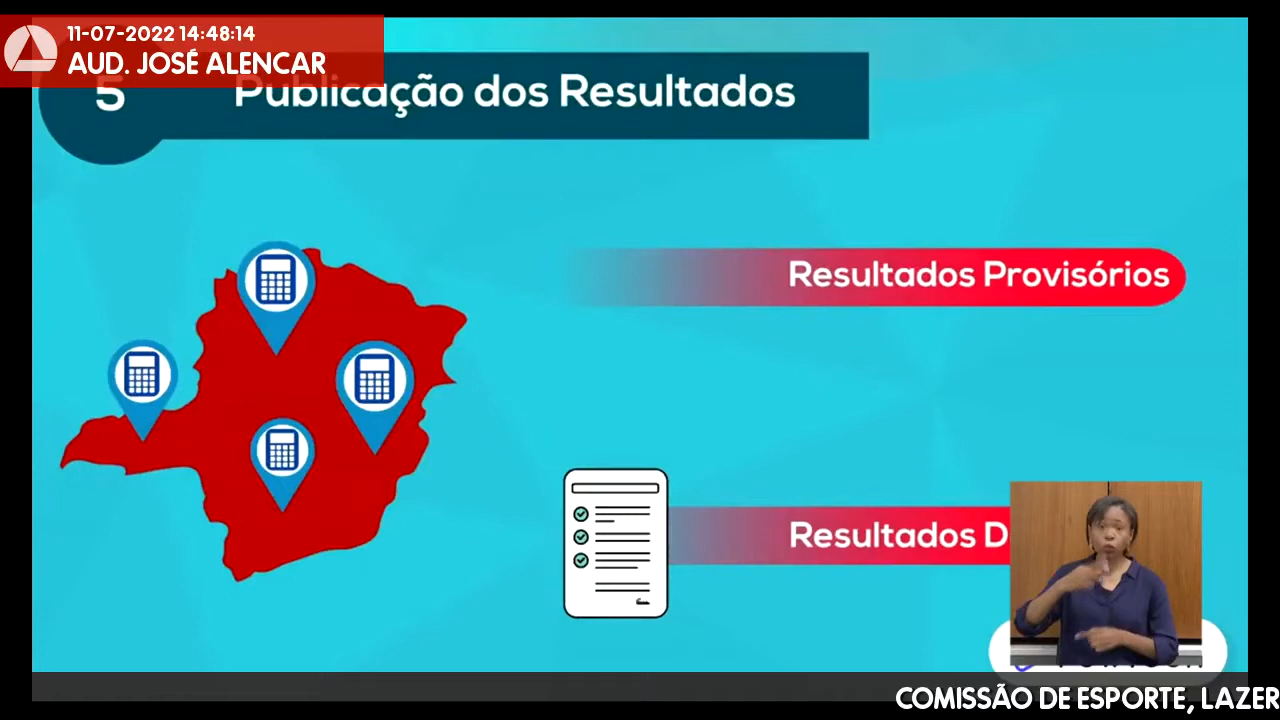 11-07-2022 14:48:14
AUD. JOSÉ ALENCAR
5
Publicação dos Resultados
Resultados Provisórios
Resultados D
COMISSÃO DE ESPORTE, LAZER